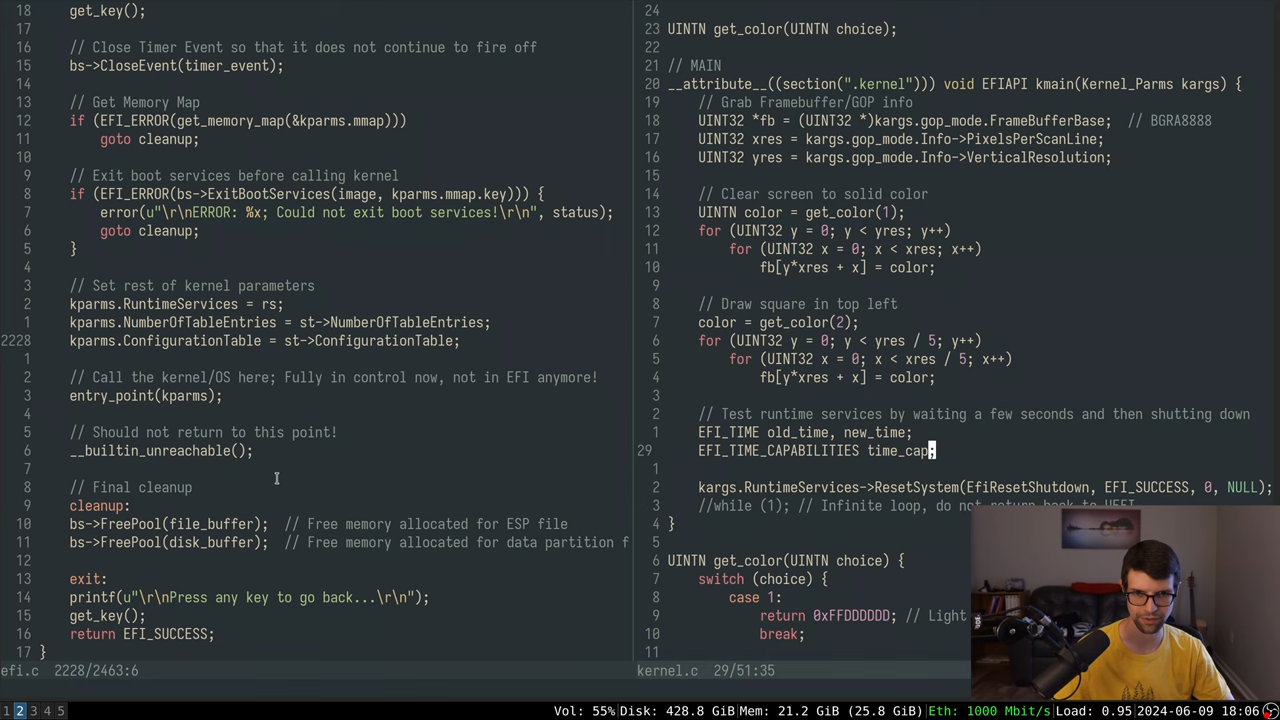 18 get_key();
17
16 // Close Timer Event so that it does not continue to fire off
15 bs->CloseEvent(timer_event);
14
13 // Get Memory Map
12 if (EFI_ERROR(get_memory_map(&kparms.mmap)))
11 goto cleanup;
10
9 // Exit boot services before calling kernel
8 if (EFI_ERROR(bs->ExitBootServices(image, kparms.mmap.key))) {
7 error(u"\r\nERROR: %x; Could not exit boot services!\r\n", status);
6 goto cleanup;
5 }
4
3 // Set rest of kernel parameters
2 kparms.RuntimeServices = rs;
1 kparms.NumberOfTableEntries = st->NumberOfTableEntries;
2228 kparms.ConfigurationTable = st->ConfigurationTable;
1
2 // Call the kernel/OS here; Fully in control now, not in EFI anymore!
3 entry_point(kparms);
4
5 // Should not return to this point!
6 __builtin_unreachable();
7
8 // Final cleanup
9 cleanup:
10 bs->FreePool(file_buffer); // Free memory allocated for ESP file
11 bs->FreePool(disk_buffer); // Free memory allocated for data partition f
12
13 exit:
14 printf(u"\r\nPress any key to go back...\r\n");
15 get_key();
16 return EFI_SUCCESS;
17 }
efi.c 2228/2463:6
24
23 UINTN get_color(UINTN choice);
22
21 // MAIN
20 __attribute__((section(".kernel"))) void EFIAPI kmain(Kernel_Parms kargs) {
19 // Grab Framebuffer/GOP info
18 UINT32 *fb = (UINT32 *)kargs.gop_mode.FrameBufferBase; // BGRA8888
17 UINT32 xres = kargs.gop_mode.Info->PixelsPerScanLine;
16 UINT32 yres = kargs.gop_mode.Info->VerticalResolution;
15
14 // Clear screen to solid color
13 UINTN color = get_color(1);
12 for (UINT32 y = 0; y < yres; y++)
11 for (UINT32 x = 0; x < xres; x++)
10 fb[y*xres + x] = color;
9
8 // Draw square in top left
7 color = get_color(2);
6 for (UINT32 y = 0; y < yres / 5; y++)
5 for (UINT32 x = 0; x < xres / 5; x++)
4 fb[y*xres + x] = color;
3
2 // Test runtime services by waiting a few seconds and then shutting down
1 EFI_TIME old_time, new_time;
29 EFI_TIME_CAPABILITIES time_cap;
1
2 kargs.RuntimeServices->ResetSystem(EfiResetShutdown, EFI_SUCCESS, 0, NULL);
3 //while (1); // Infinite loop, do not return back to UEFI
4 }
5
6 UINTN get_color(UINTN choice) {
7 switch (choice) {
8 case 1:
9 return 0xFFDDDDDD; // Light
10 break;
11
kernel.c 29/51:35
1 2 3 4 5
Vol: 55% Disk: 428.8 GiB Mem: 21.2 GiB (25.8 GiB) Eth: 1000 Mbit/s Load: 0.95 2024-06-09 18:06